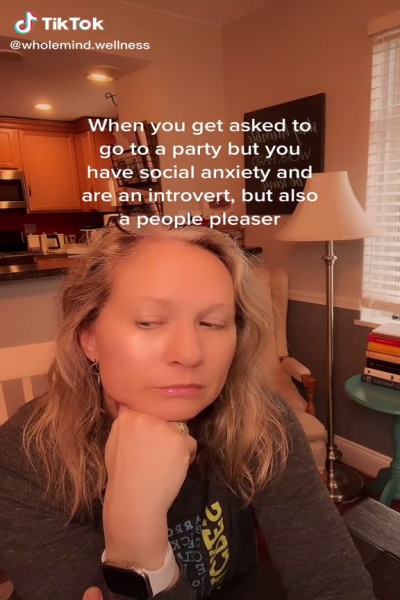 TikTok
@wholemind.wellness
When you get asked to
go to a party but you
have social anxiety and
are an introvert, but also
a people pleaser